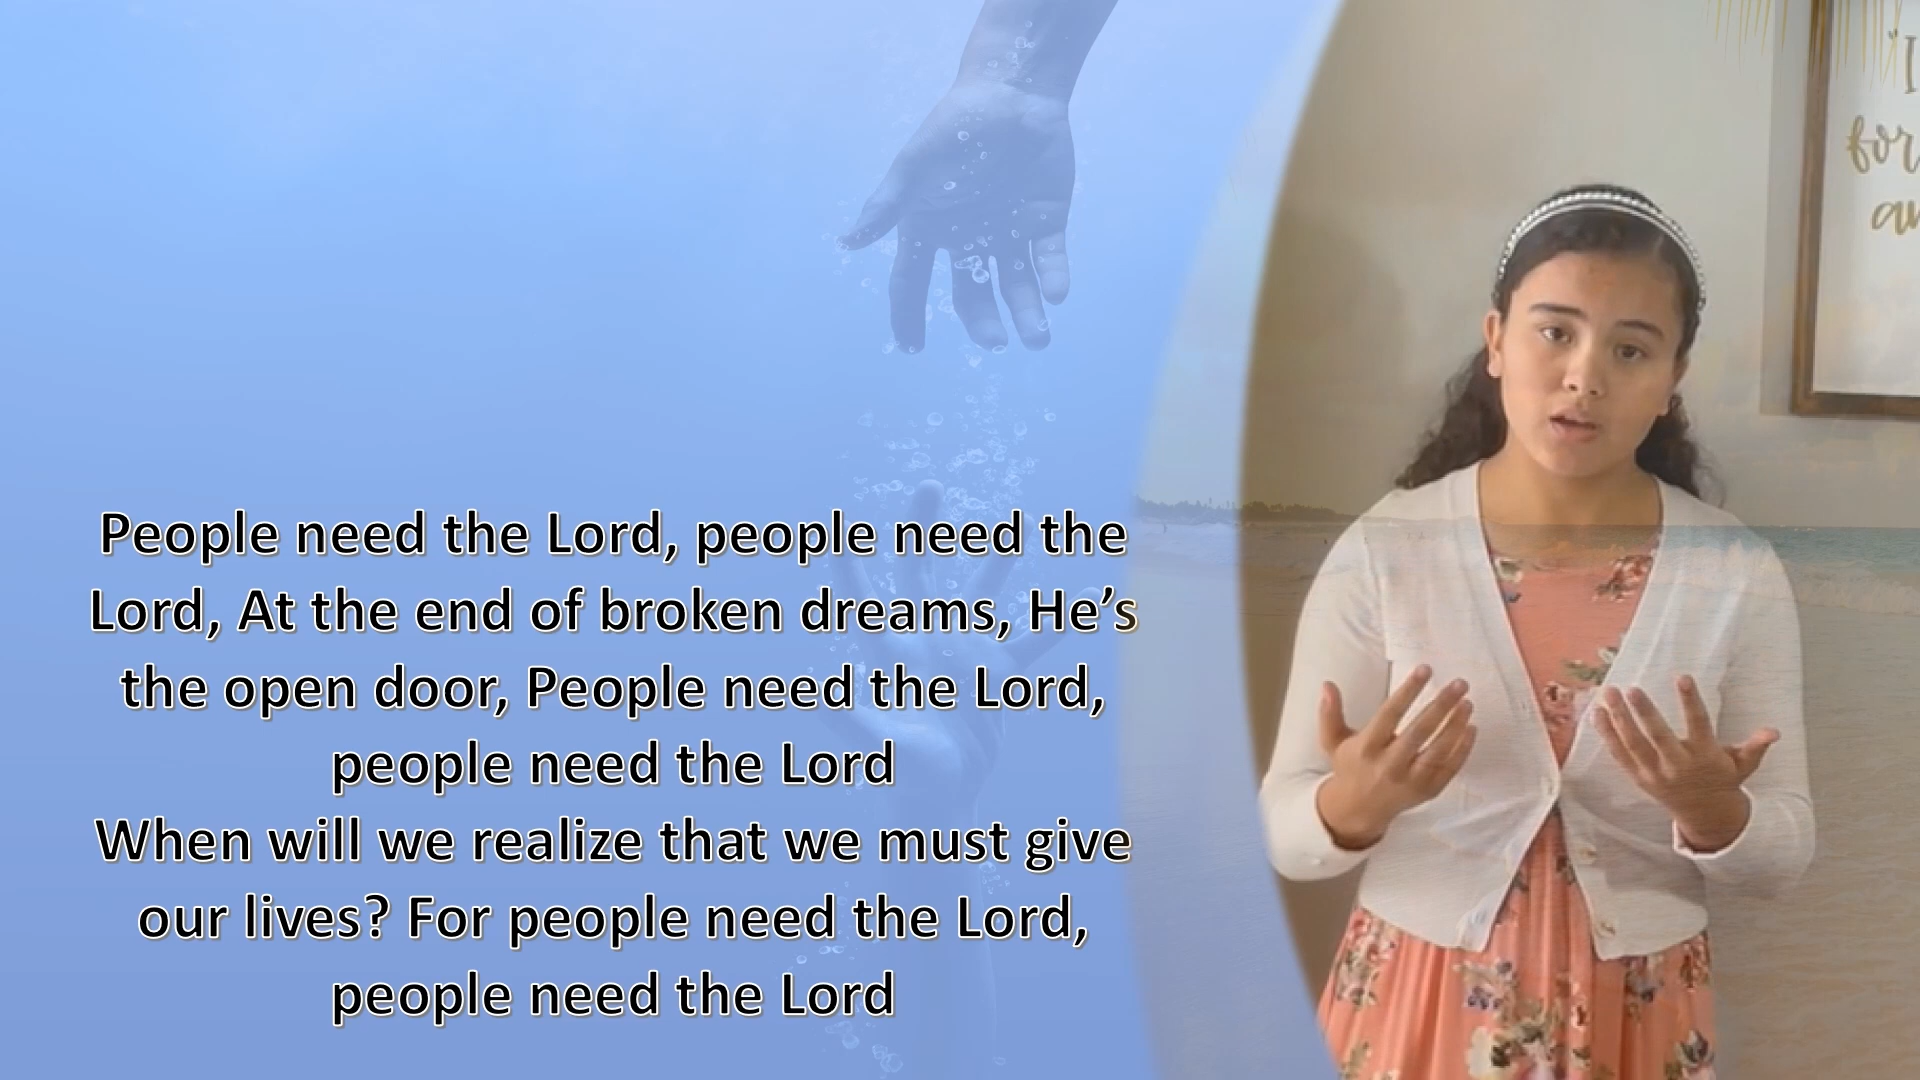 People need the Lord, people need the
Lord, At the end of broken dreams, He’s
the open door, People need the Lord,
people need the Lord
When will we realize that we must give
our lives? For people need the Lord,
people need the Lord
"I
for
an